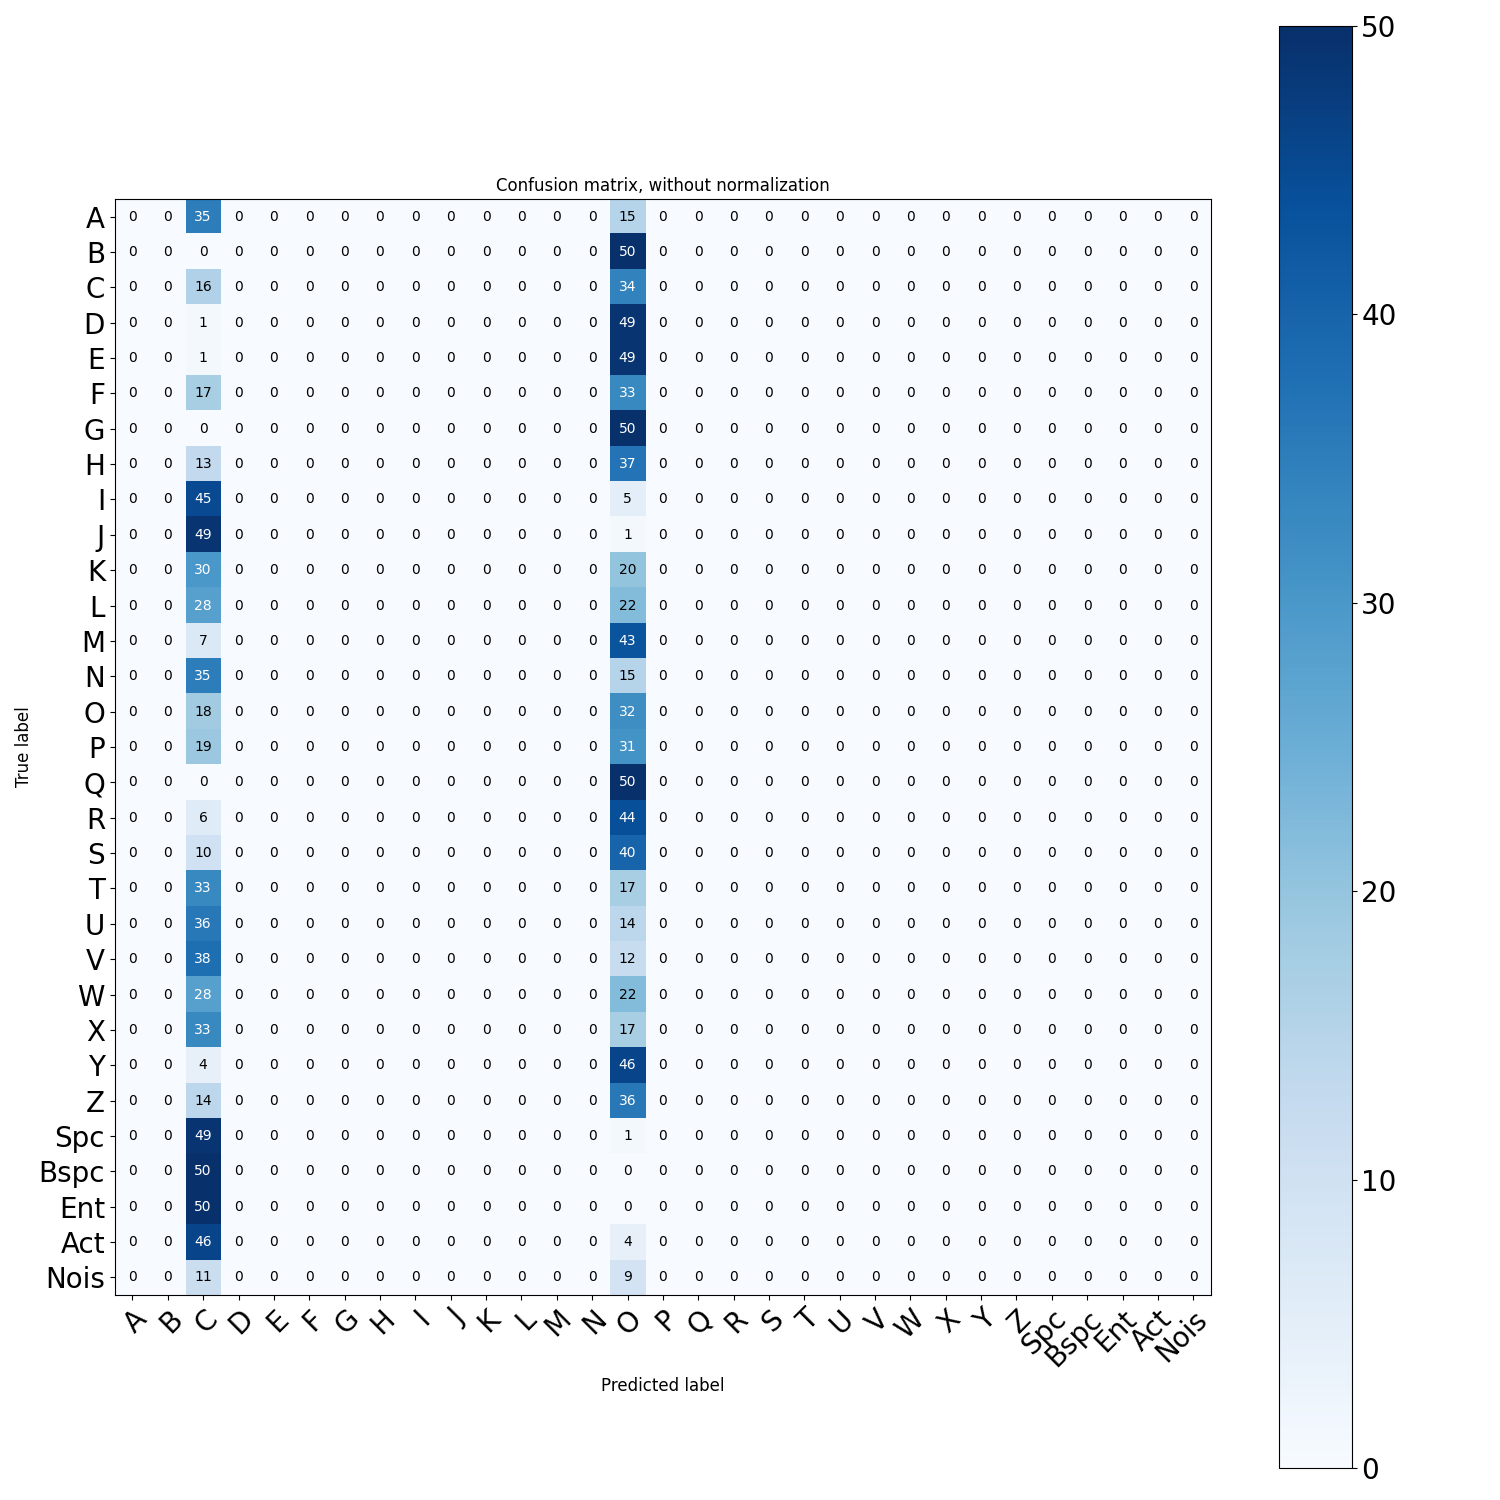 Confusion matrix, without normalization
A 0 0 35 0 0 0 0 0 0 0 0 0 0 0 15 0 0 0 0 0 0 0 0 0 0 0 0 0 0 0 0
B 0 0 0 0 0 0 0 0 0 0 0 0 0 0 50 0 0 0 0 0 0 0 0 0 0 0 0 0 0 0 0
C 0 0 16 0 0 0 0 0 0 0 0 0 0 0 34 0 0 0 0 0 0 0 0 0 0 0 0 0 0 0 0
D 0 0 1 0 0 0 0 0 0 0 0 0 0 0 49 0 0 0 0 0 0 0 0 0 0 0 0 0 0 0 0
E 0 0 1 0 0 0 0 0 0 0 0 0 0 0 49 0 0 0 0 0 0 0 0 0 0 0 0 0 0 0 0
F 0 0 17 0 0 0 0 0 0 0 0 0 0 0 33 0 0 0 0 0 0 0 0 0 0 0 0 0 0 0 0
G 0 0 0 0 0 0 0 0 0 0 0 0 0 0 50 0 0 0 0 0 0 0 0 0 0 0 0 0 0 0 0
H 0 0 13 0 0 0 0 0 0 0 0 0 0 0 37 0 0 0 0 0 0 0 0 0 0 0 0 0 0 0 0
I 0 0 45 0 0 0 0 0 0 0 0 0 0 0 5 0 0 0 0 0 0 0 0 0 0 0 0 0 0 0 0
J 0 0 49 0 0 0 0 0 0 0 0 0 0 0 1 0 0 0 0 0 0 0 0 0 0 0 0 0 0 0 0
K 0 0 30 0 0 0 0 0 0 0 0 0 0 0 20 0 0 0 0 0 0 0 0 0 0 0 0 0 0 0 0
L 0 0 28 0 0 0 0 0 0 0 0 0 0 0 22 0 0 0 0 0 0 0 0 0 0 0 0 0 0 0 0
M 0 0 7 0 0 0 0 0 0 0 0 0 0 0 43 0 0 0 0 0 0 0 0 0 0 0 0 0 0 0 0
N 0 0 35 0 0 0 0 0 0 0 0 0 0 0 15 0 0 0 0 0 0 0 0 0 0 0 0 0 0 0 0
O 0 0 18 0 0 0 0 0 0 0 0 0 0 0 32 0 0 0 0 0 0 0 0 0 0 0 0 0 0 0 0
P 0 0 19 0 0 0 0 0 0 0 0 0 0 0 31 0 0 0 0 0 0 0 0 0 0 0 0 0 0 0 0
Q 0 0 0 0 0 0 0 0 0 0 0 0 0 0 50 0 0 0 0 0 0 0 0 0 0 0 0 0 0 0 0
R 0 0 6 0 0 0 0 0 0 0 0 0 0 0 44 0 0 0 0 0 0 0 0 0 0 0 0 0 0 0 0
S 0 0 10 0 0 0 0 0 0 0 0 0 0 0 40 0 0 0 0 0 0 0 0 0 0 0 0 0 0 0 0
T 0 0 33 0 0 0 0 0 0 0 0 0 0 0 17 0 0 0 0 0 0 0 0 0 0 0 0 0 0 0 0
U 0 0 36 0 0 0 0 0 0 0 0 0 0 0 14 0 0 0 0 0 0 0 0 0 0 0 0 0 0 0 0
V 0 0 38 0 0 0 0 0 0 0 0 0 0 0 12 0 0 0 0 0 0 0 0 0 0 0 0 0 0 0 0
W 0 0 28 0 0 0 0 0 0 0 0 0 0 0 22 0 0 0 0 0 0 0 0 0 0 0 0 0 0 0 0
X 0 0 33 0 0 0 0 0 0 0 0 0 0 0 17 0 0 0 0 0 0 0 0 0 0 0 0 0 0 0 0
Y 0 0 4 0 0 0 0 0 0 0 0 0 0 0 46 0 0 0 0 0 0 0 0 0 0 0 0 0 0 0 0
Z 0 0 14 0 0 0 0 0 0 0 0 0 0 0 36 0 0 0 0 0 0 0 0 0 0 0 0 0 0 0 0
Spc 0 0 49 0 0 0 0 0 0 0 0 0 0 0 1 0 0 0 0 0 0 0 0 0 0 0 0 0 0 0 0
Bspc 0 0 50 0 0 0 0 0 0 0 0 0 0 0 0 0 0 0 0 0 0 0 0 0 0 0 0 0 0 0 0
Ent 0 0 50 0 0 0 0 0 0 0 0 0 0 0 0 0 0 0 0 0 0 0 0 0 0 0 0 0 0 0 0
Act 0 0 46 0 0 0 0 0 0 0 0 0 0 0 4 0 0 0 0 0 0 0 0 0 0 0 0 0 0 0 0
Nois 0 0 11 0 0 0 0 0 0 0 0 0 0 0 9 0 0 0 0 0 0 0 0 0 0 0 0 0 0 0 0
A B C D E F G H I J K L M N O P Q R S T U V W X Y Z Spc Bspc Ent Act Nois
Predicted label
True label
50
40
30
20
10
0